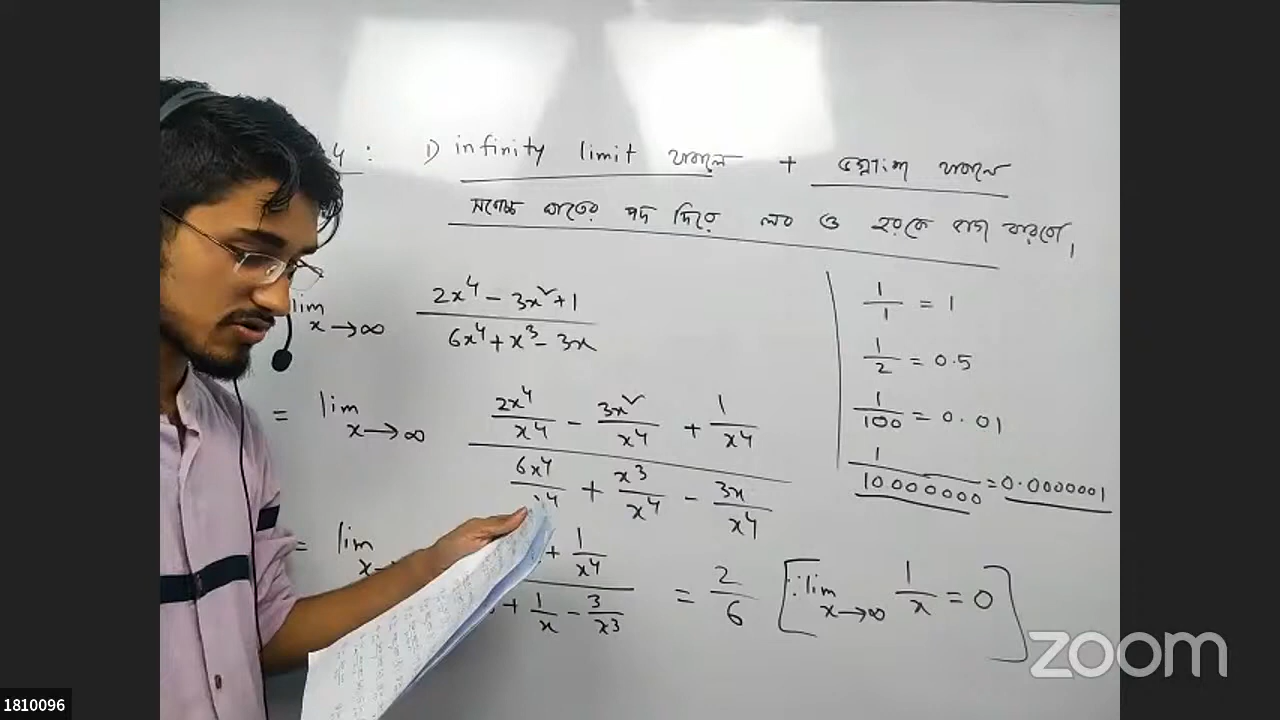 4 : 1) infinity limit থাকলে + ভগ্নাংশ থাকলে
সর্বোচ্চ ঘাতের পদ দিয়ে লব ও হরকে ভাগ করবো,
lim x→∞ (2x⁴ - 3x² + 1)/(6x⁴ + x³ - 3x)
= lim x→∞ (2x⁴/x⁴ - 3x²/x⁴ + 1/x⁴)/(6x⁴/x⁴ + x³/x⁴ - 3x/x⁴)
= lim + 1/x⁴ / + 1/x - 3/x³ = 2/6 [∵ lim x→∞ 1/x = 0]
1/1 = 1
1/2 = 0.5
1/100 = 0.01
1/10000000 = 0.0000001
zoom
1810096